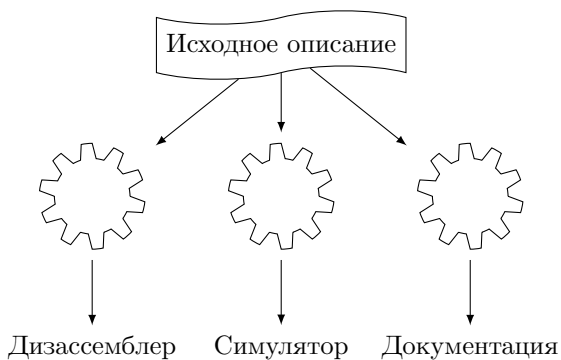 Исходное описание
Дизассемблер Симулятор Документация